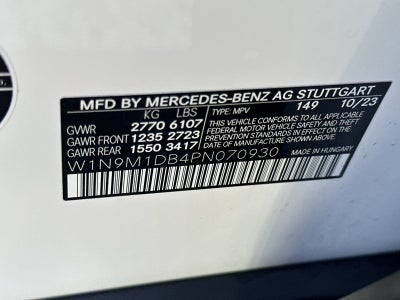 MFD BY MERCEDES-BENZ AG STUTTGART
KG LBS TYPE: MPV 149 10/23
GVWR 2770 6107
GAWR FRONT 1235 2723
GAWR REAR 1550 3417
THIS VEHICLE CONFORMS TO ALL APPLICABLE
FEDERAL MOTOR VEHICLE SAFETY AND THEFT
PREVENTION STANDARDS IN EFFECT ON THE
DATE OF MANUFACTURE SHOWN ABOVE.
W1N9M1DB4PN070930
MADE IN HUNGARY